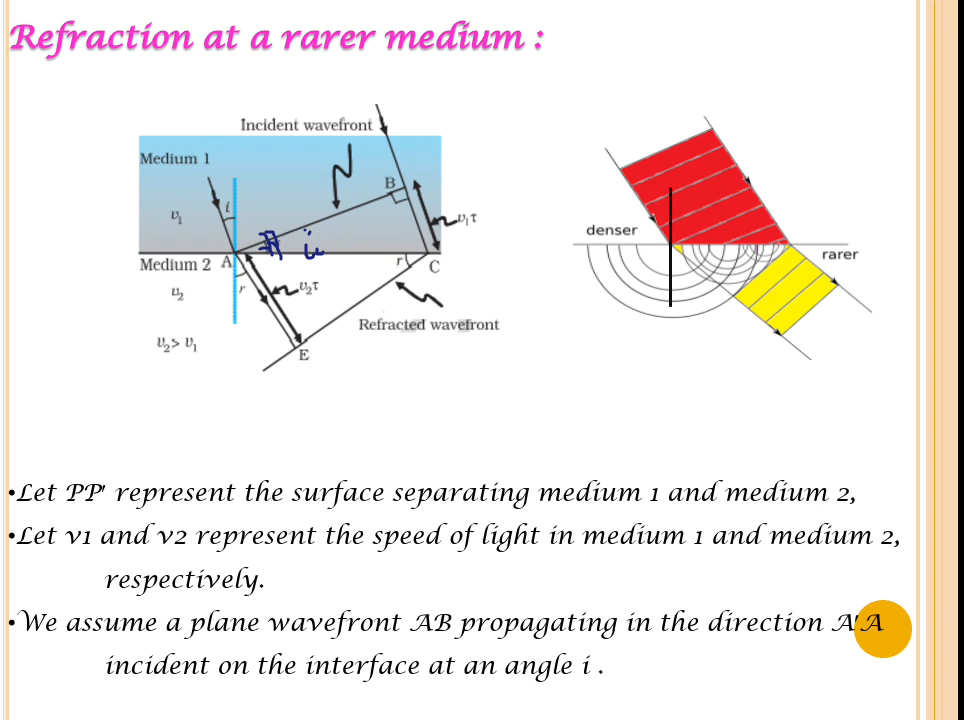 Refraction at a rarer medium :
Incident wavefront
Medium 1
B
i
v₁
v₁τ
denser
rarer
i
Medium 2
A
r
C
v₂
r
v₂τ
Refracted wavefront
v₂> v₁
E
•Let PP' represent the surface separating medium 1 and medium 2,
•Let v1 and v2 represent the speed of light in medium 1 and medium 2,
respectively.
•We assume a plane wavefront AB propagating in the direction A'A
incident on the interface at an angle i .